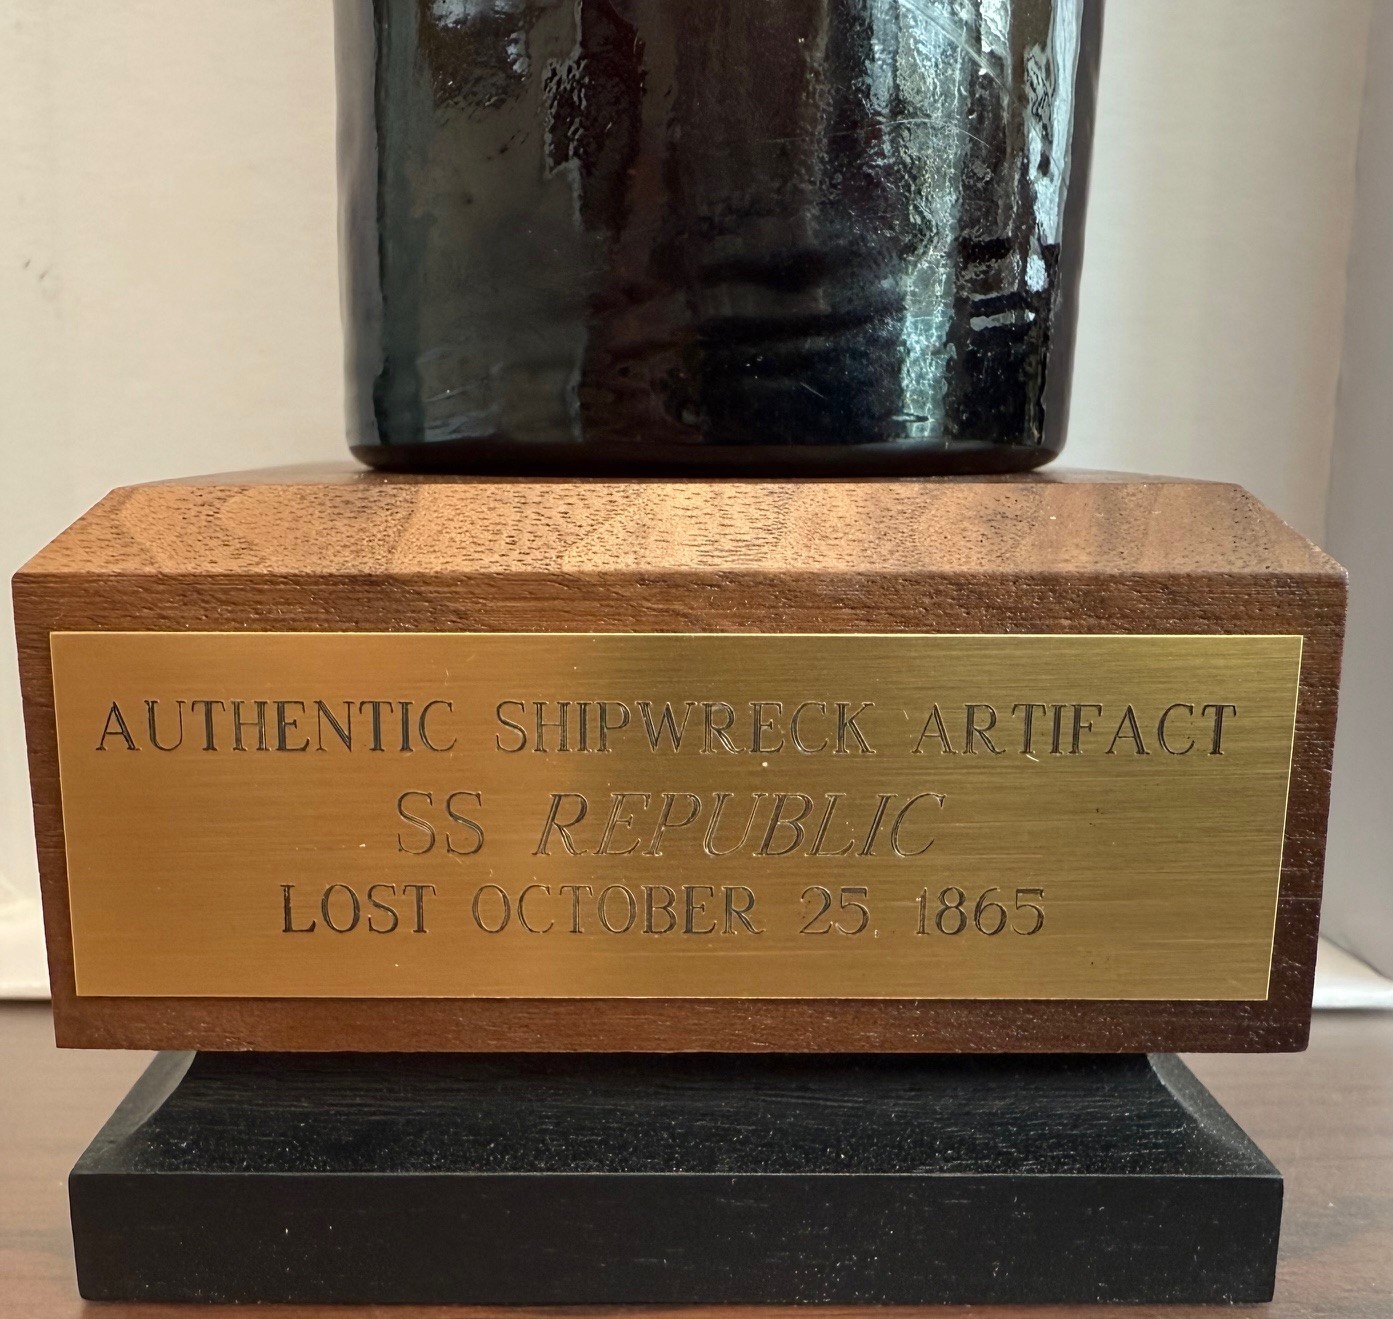 AUTHENTIC SHIPWRECK ARTIFACT
SS REPUBLIC
LOST OCTOBER 25, 1865